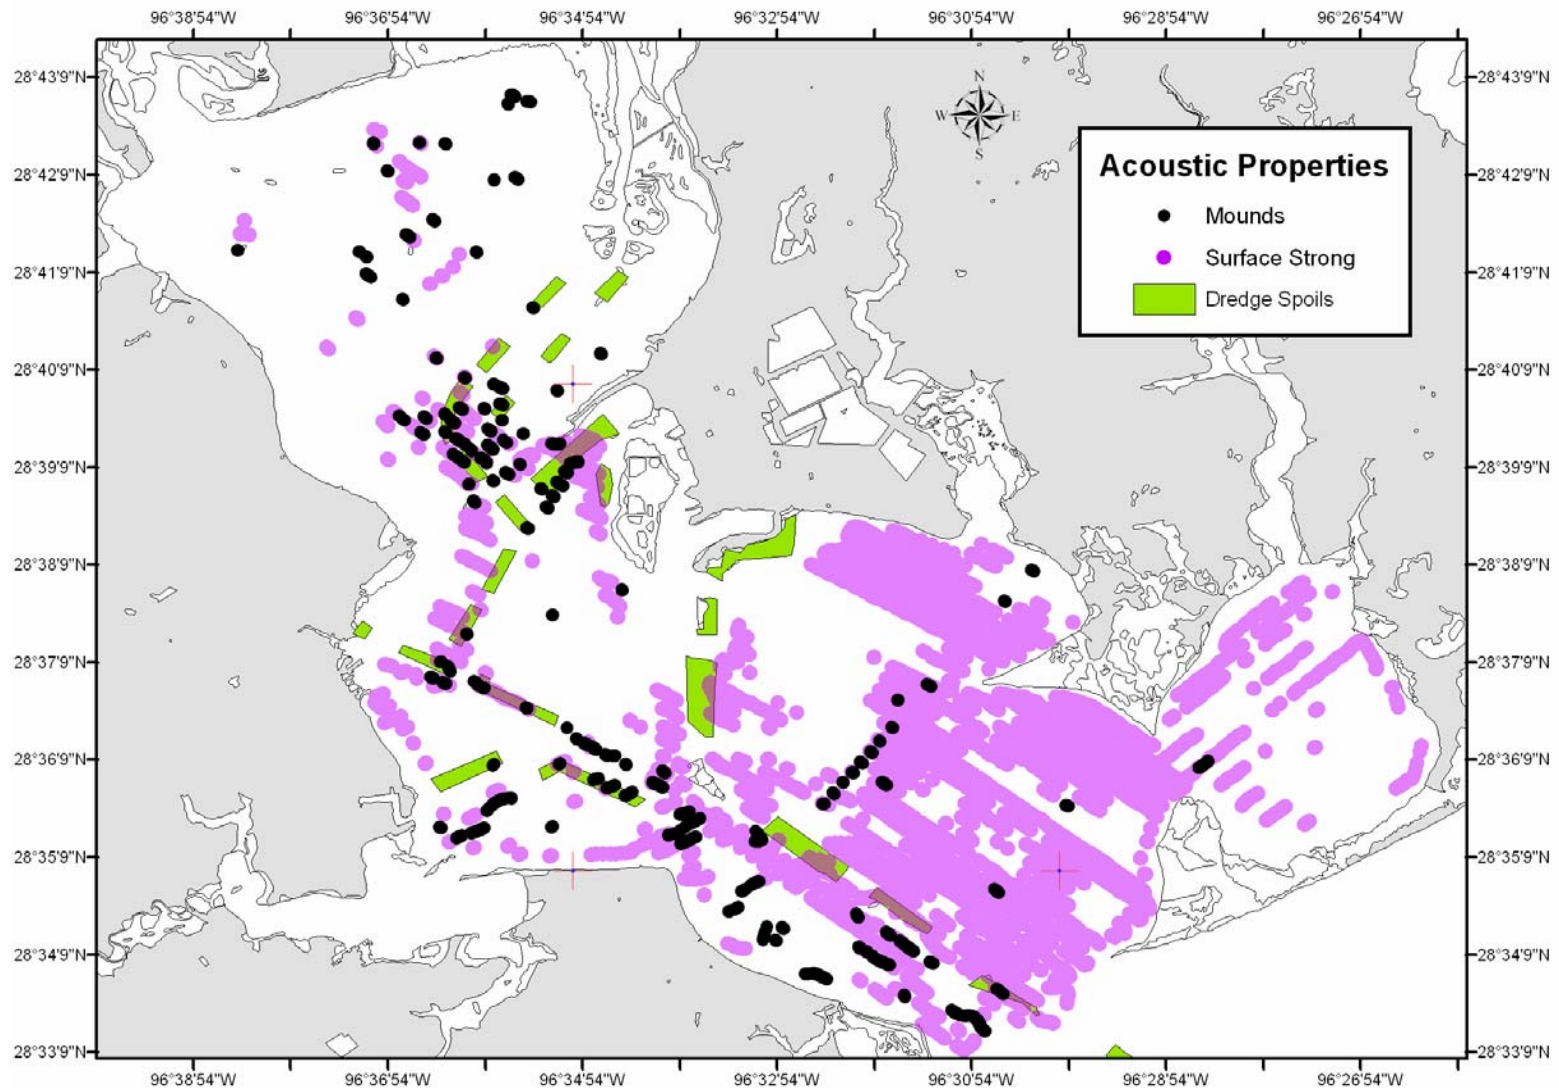 96°38'54"W 96°36'54"W 96°34'54"W 96°32'54"W 96°30'54"W 96°28'54"W 96°26'54"W
28°43'9"N 28°43'9"N
N
W E
S
Acoustic Properties
28°42'9"N 28°42'9"N
Mounds
Surface Strong
28°41'9"N 28°41'9"N
Dredge Spoils
28°40'9"N 28°40'9"N
28°39'9"N 28°39'9"N
28°38'9"N 28°38'9"N
28°37'9"N 28°37'9"N
28°36'9"N 28°36'9"N
28°35'9"N 28°35'9"N
28°34'9"N 28°34'9"N
28°33'9"N 28°33'9"N
96°38'54"W 96°36'54"W 96°34'54"W 96°32'54"W 96°30'54"W 96°28'54"W 96°26'54"W